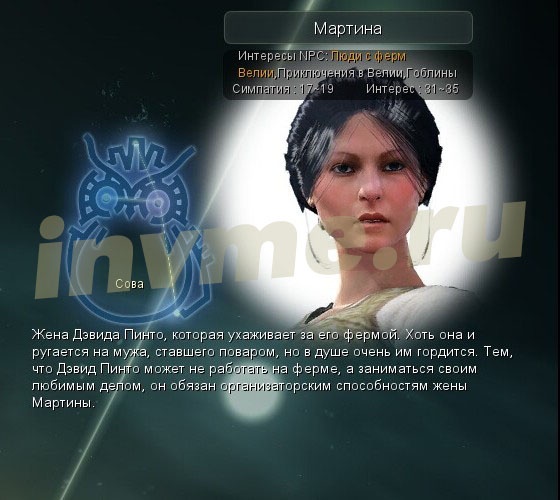 Мартина
Интересы NPC: Люди с ферм
Велии,Приключения в Велии,Гоблины
Симпатия : 17~19 Интерес : 31~35
invme.ru
Сова
Жена Дэвида Пинто, которая ухаживает за его фермой. Хоть она и
ругается на мужа, ставшего поваром, но в душе очень им гордится. Тем,
что Дэвид Пинто может не работать на ферме, а заниматься своим
любимым делом, он обязан организаторским способностям жены
Мартины.